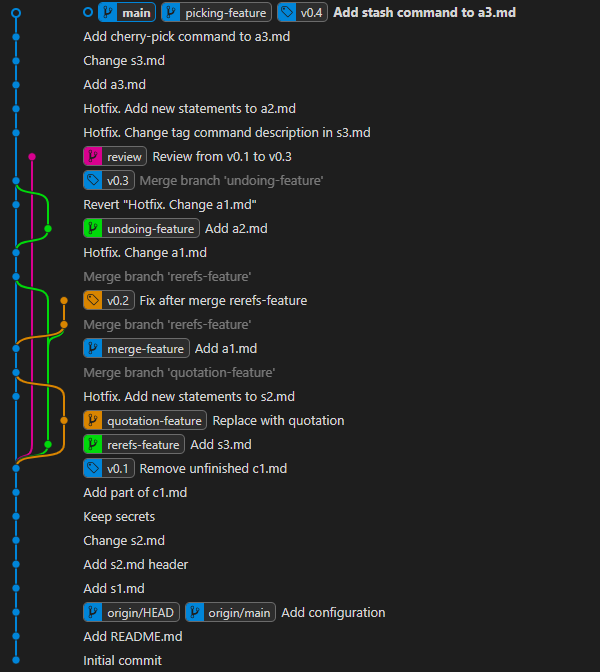 main picking-feature v0.4 Add stash command to a3.md
Add cherry-pick command to a3.md
Change s3.md
Add a3.md
Hotfix. Add new statements to a2.md
Hotfix. Change tag command description in s3.md
review Review from v0.1 to v0.3
v0.3 Merge branch 'undoing-feature'
Revert "Hotfix. Change a1.md"
undoing-feature Add a2.md
Hotfix. Change a1.md
Merge branch 'rerefs-feature'
v0.2 Fix after merge rerefs-feature
Merge branch 'rerefs-feature'
merge-feature Add a1.md
Merge branch 'quotation-feature'
Hotfix. Add new statements to s2.md
quotation-feature Replace with quotation
rerefs-feature Add s3.md
v0.1 Remove unfinished c1.md
Add part of c1.md
Keep secrets
Change s2.md
Add s2.md header
Add s1.md
origin/HEAD origin/main Add configuration
Add README.md
Initial commit